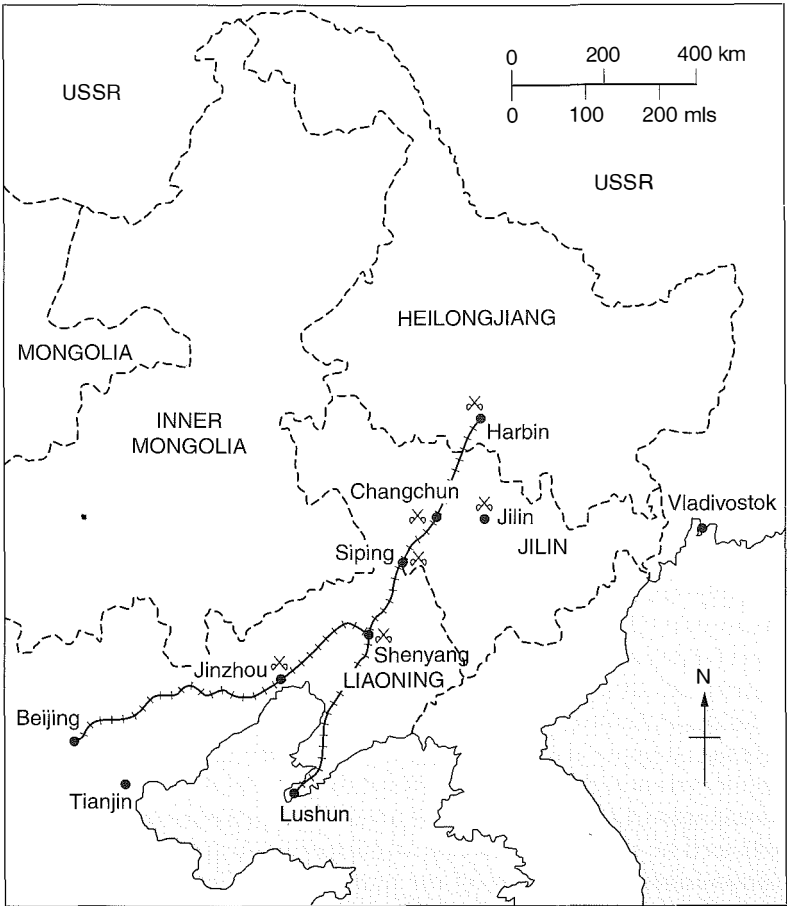 0 200 400 km
0 100 200 mls
USSR
USSR
HEILONGJIANG
MONGOLIA
INNER
MONGOLIA
Harbin
Changchun
Jilin
Vladivostok
Siping
JILIN
Shenyang
Jinzhou
LIAONING
N
Beijing
Tianjin
Lushun